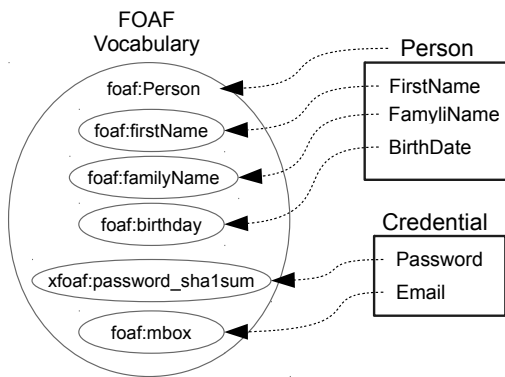 FOAF
Vocabulary
foaf:Person
foaf:firstName
foaf:familyName
foaf:birthday
xfoaf:password_sha1sum
foaf:mbox
Person
FirstName
FamyliName
BirthDate
Credential
Password
Email